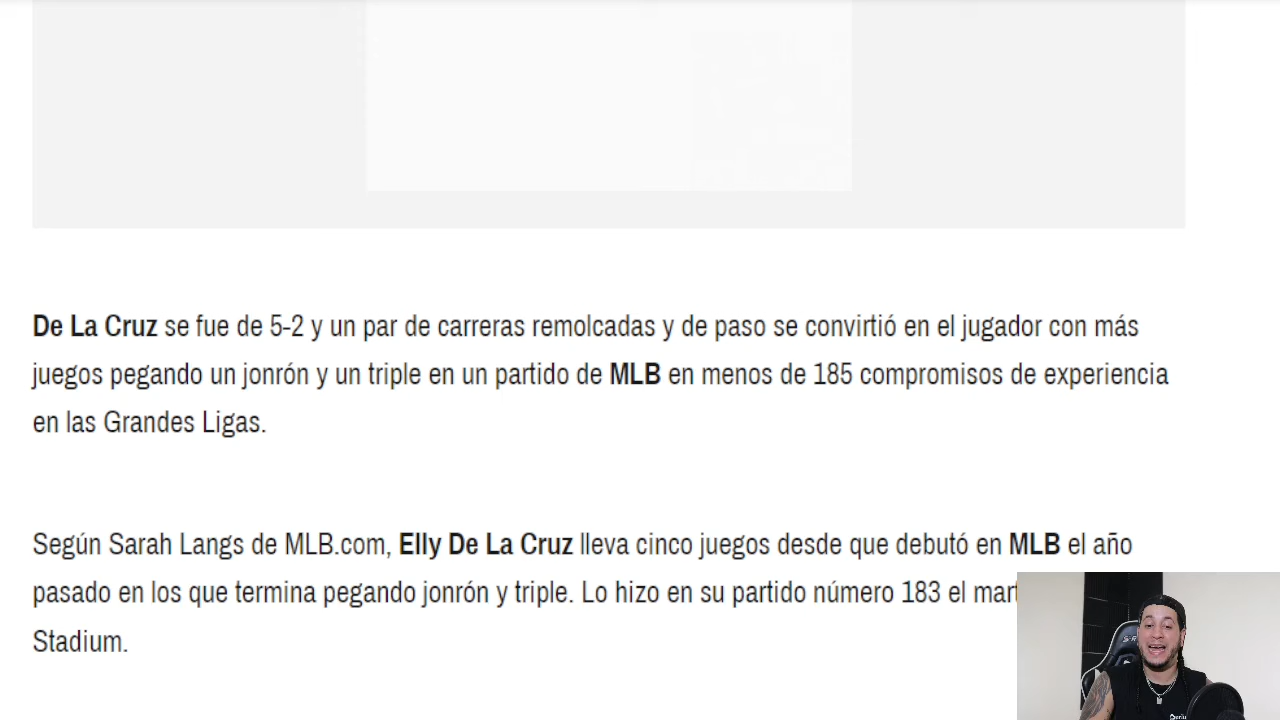 De La Cruz se fue de 5-2 y un par de carreras remolcadas y de paso se convirtió en el jugador con más
juegos pegando un jonrón y un triple en un partido de MLB en menos de 185 compromisos de experiencia
en las Grandes Ligas.
Según Sarah Langs de MLB.com, Elly De La Cruz lleva cinco juegos desde que debutó en MLB el año
pasado en los que termina pegando jonrón y triple. Lo hizo en su partido número 183 el
Stadium.